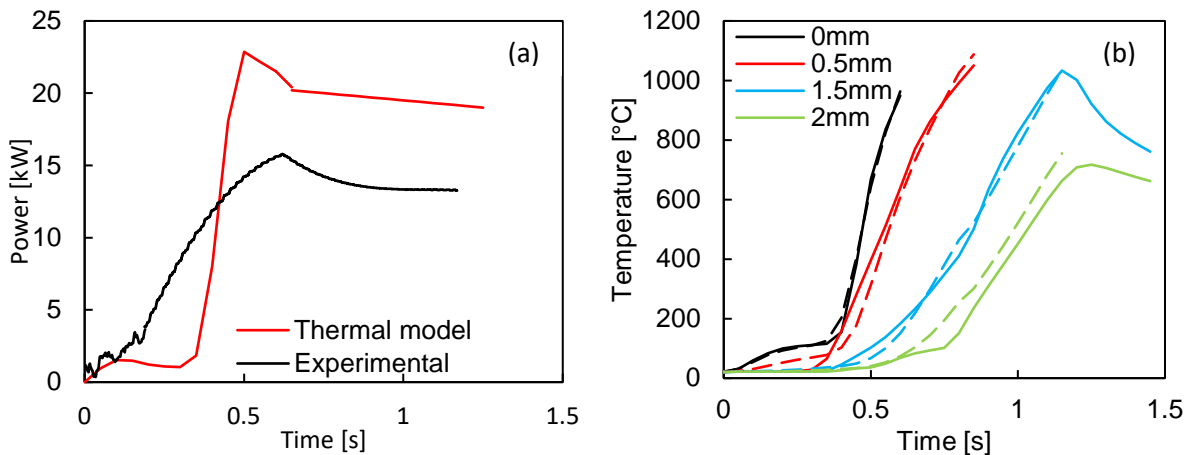 25
20
15
10
5
0
Power [kW]
(a)
Thermal model
Experimental
0
0.5
1
1.5
Time [s]
1200
1000
800
600
400
200
0
Temperature [°C]
(b)
0mm
0.5mm
1.5mm
2mm
0
0.5
1
1.5
Time [s]